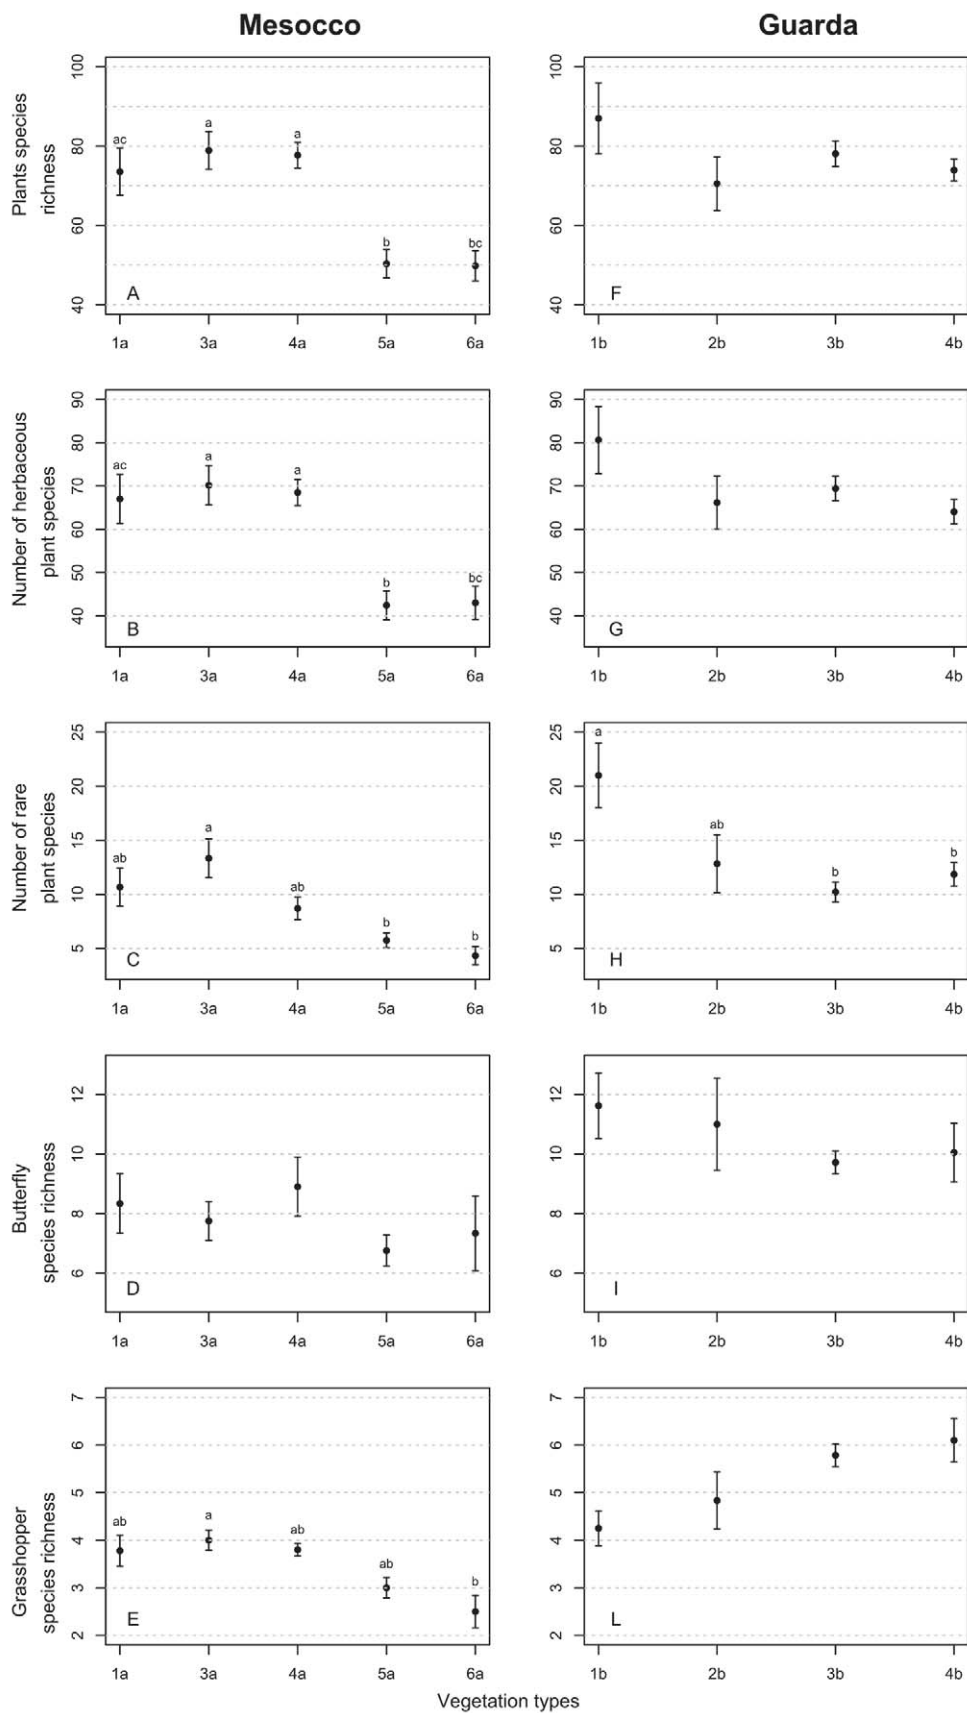 Mesocco
Guarda
Plants species
richness
100
80
60
40
ac
a
a
b
bc
A
1a 3a 4a 5a 6a
100
80
60
40
F
1b 2b 3b 4b
Number of herbaceous
plant species
90
80
70
60
50
40
ac
a
a
b
bc
B
1a 3a 4a 5a 6a
90
80
70
60
50
40
G
1b 2b 3b 4b
Number of rare
plant species
25
20
15
10
5
ab
a
ab
b
b
C
1a 3a 4a 5a 6a
25
20
15
10
5
a
ab
b
b
H
1b 2b 3b 4b
Butterfly
species richness
12
10
8
6
D
1a 3a 4a 5a 6a
12
10
8
6
I
1b 2b 3b 4b
Grasshopper
species richness
7
6
5
4
3
2
ab
a
ab
ab
b
E
1a 3a 4a 5a 6a
7
6
5
4
3
2
L
1b 2b 3b 4b
Vegetation types